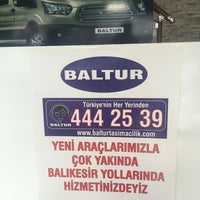 BALTUR
Türkiye'nin Her Yerinden
444 25 39
BALTUR
www.balturtasimacilik.com
YENİ ARAÇLARIMIZLA
ÇOK YAKINDA
BALIKESİR YOLLARINDA
HİZMETİNİZDEYİZ